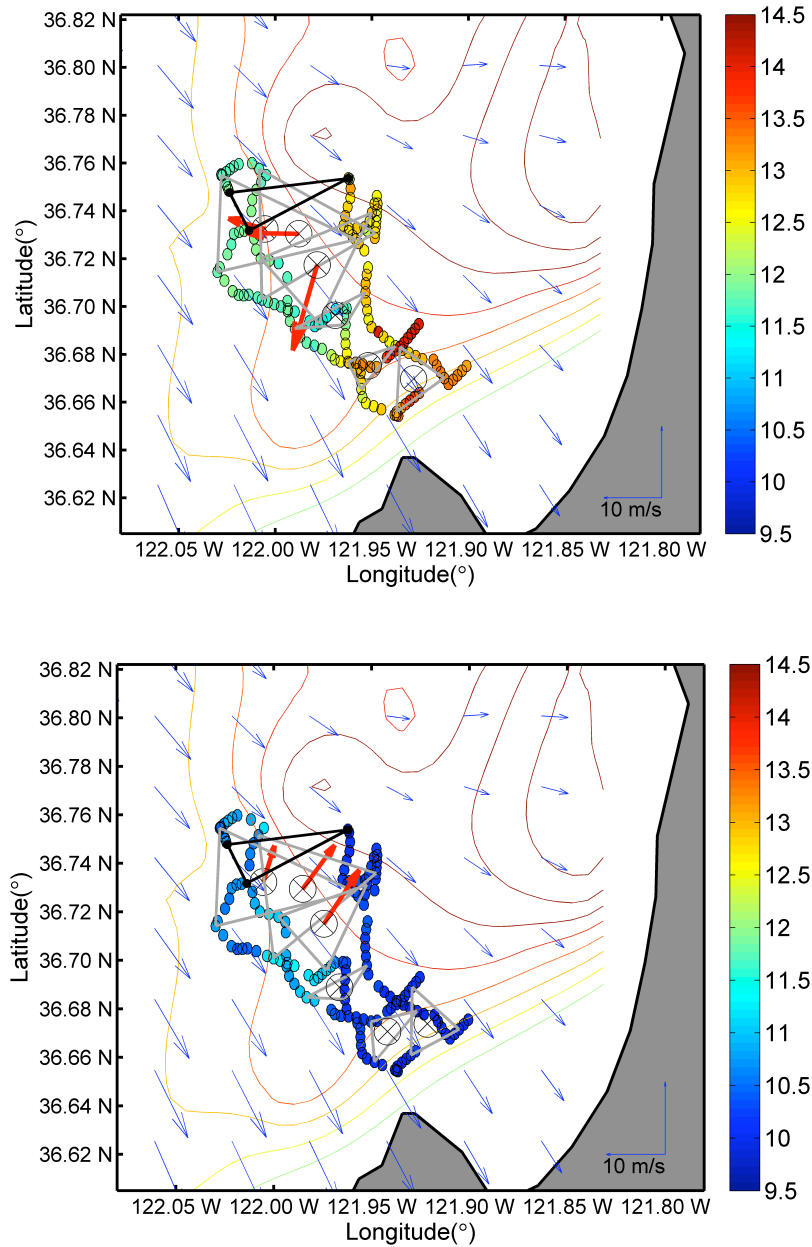 36.82 N
36.80 N
36.78 N
36.76 N
36.74 N
36.72 N
36.70 N
36.68 N
36.66 N
36.64 N
36.62 N
Latitude(°)
10 m/s
122.05 W 122.00 W 121.95 W 121.90 W 121.85 W 121.80 W
Longitude(°)
14.5
14
13.5
13
12.5
12
11.5
11
10.5
10
9.5
36.82 N
36.80 N
36.78 N
36.76 N
36.74 N
36.72 N
36.70 N
36.68 N
36.66 N
36.64 N
36.62 N
Latitude(°)
10 m/s
122.05 W 122.00 W 121.95 W 121.90 W 121.85 W 121.80 W
Longitude(°)
14.5
14
13.5
13
12.5
12
11.5
11
10.5
10
9.5